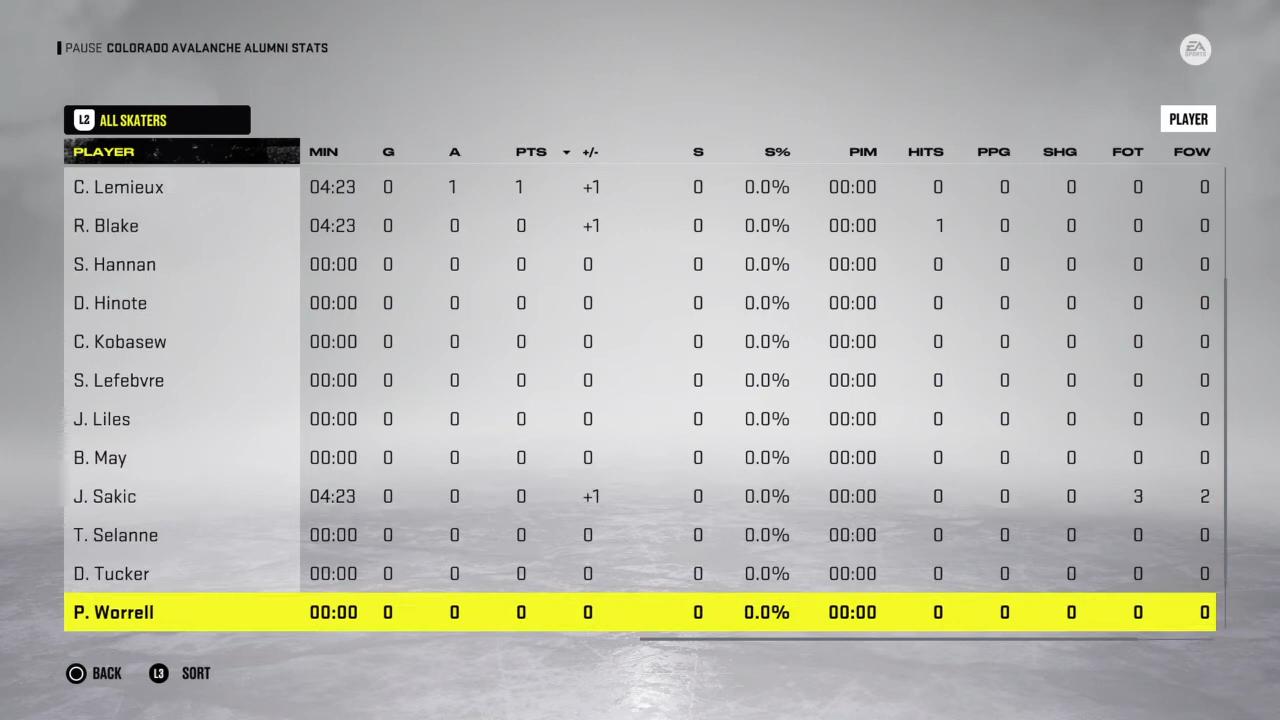 PAUSE COLORADO AVALANCHE ALUMNI STATS
EA SPORTS
L2 ALL SKATERS
PLAYER
PLAYER MIN G A PTS +/- S S% PIM HITS PPG SHG FOT FOW
C. Lemieux 04:23 0 1 1 +1 0 0.0% 00:00 0 0 0 0 0
R. Blake 04:23 0 0 0 +1 0 0.0% 00:00 1 0 0 0 0
S. Hannan 00:00 0 0 0 0 0 0.0% 00:00 0 0 0 0 0
D. Hinote 00:00 0 0 0 0 0 0.0% 00:00 0 0 0 0 0
C. Kobasew 00:00 0 0 0 0 0 0.0% 00:00 0 0 0 0 0
S. Lefebvre 00:00 0 0 0 0 0 0.0% 00:00 0 0 0 0 0
J. Liles 00:00 0 0 0 0 0 0.0% 00:00 0 0 0 0 0
B. May 00:00 0 0 0 0 0 0.0% 00:00 0 0 0 0 0
J. Sakic 04:23 0 0 0 +1 0 0.0% 00:00 0 0 0 3 2
T. Selanne 00:00 0 0 0 0 0 0.0% 00:00 0 0 0 0 0
D. Tucker 00:00 0 0 0 0 0 0.0% 00:00 0 0 0 0 0
P. Worrell 00:00 0 0 0 0 0 0.0% 00:00 0 0 0 0 0
BACK L3 SORT